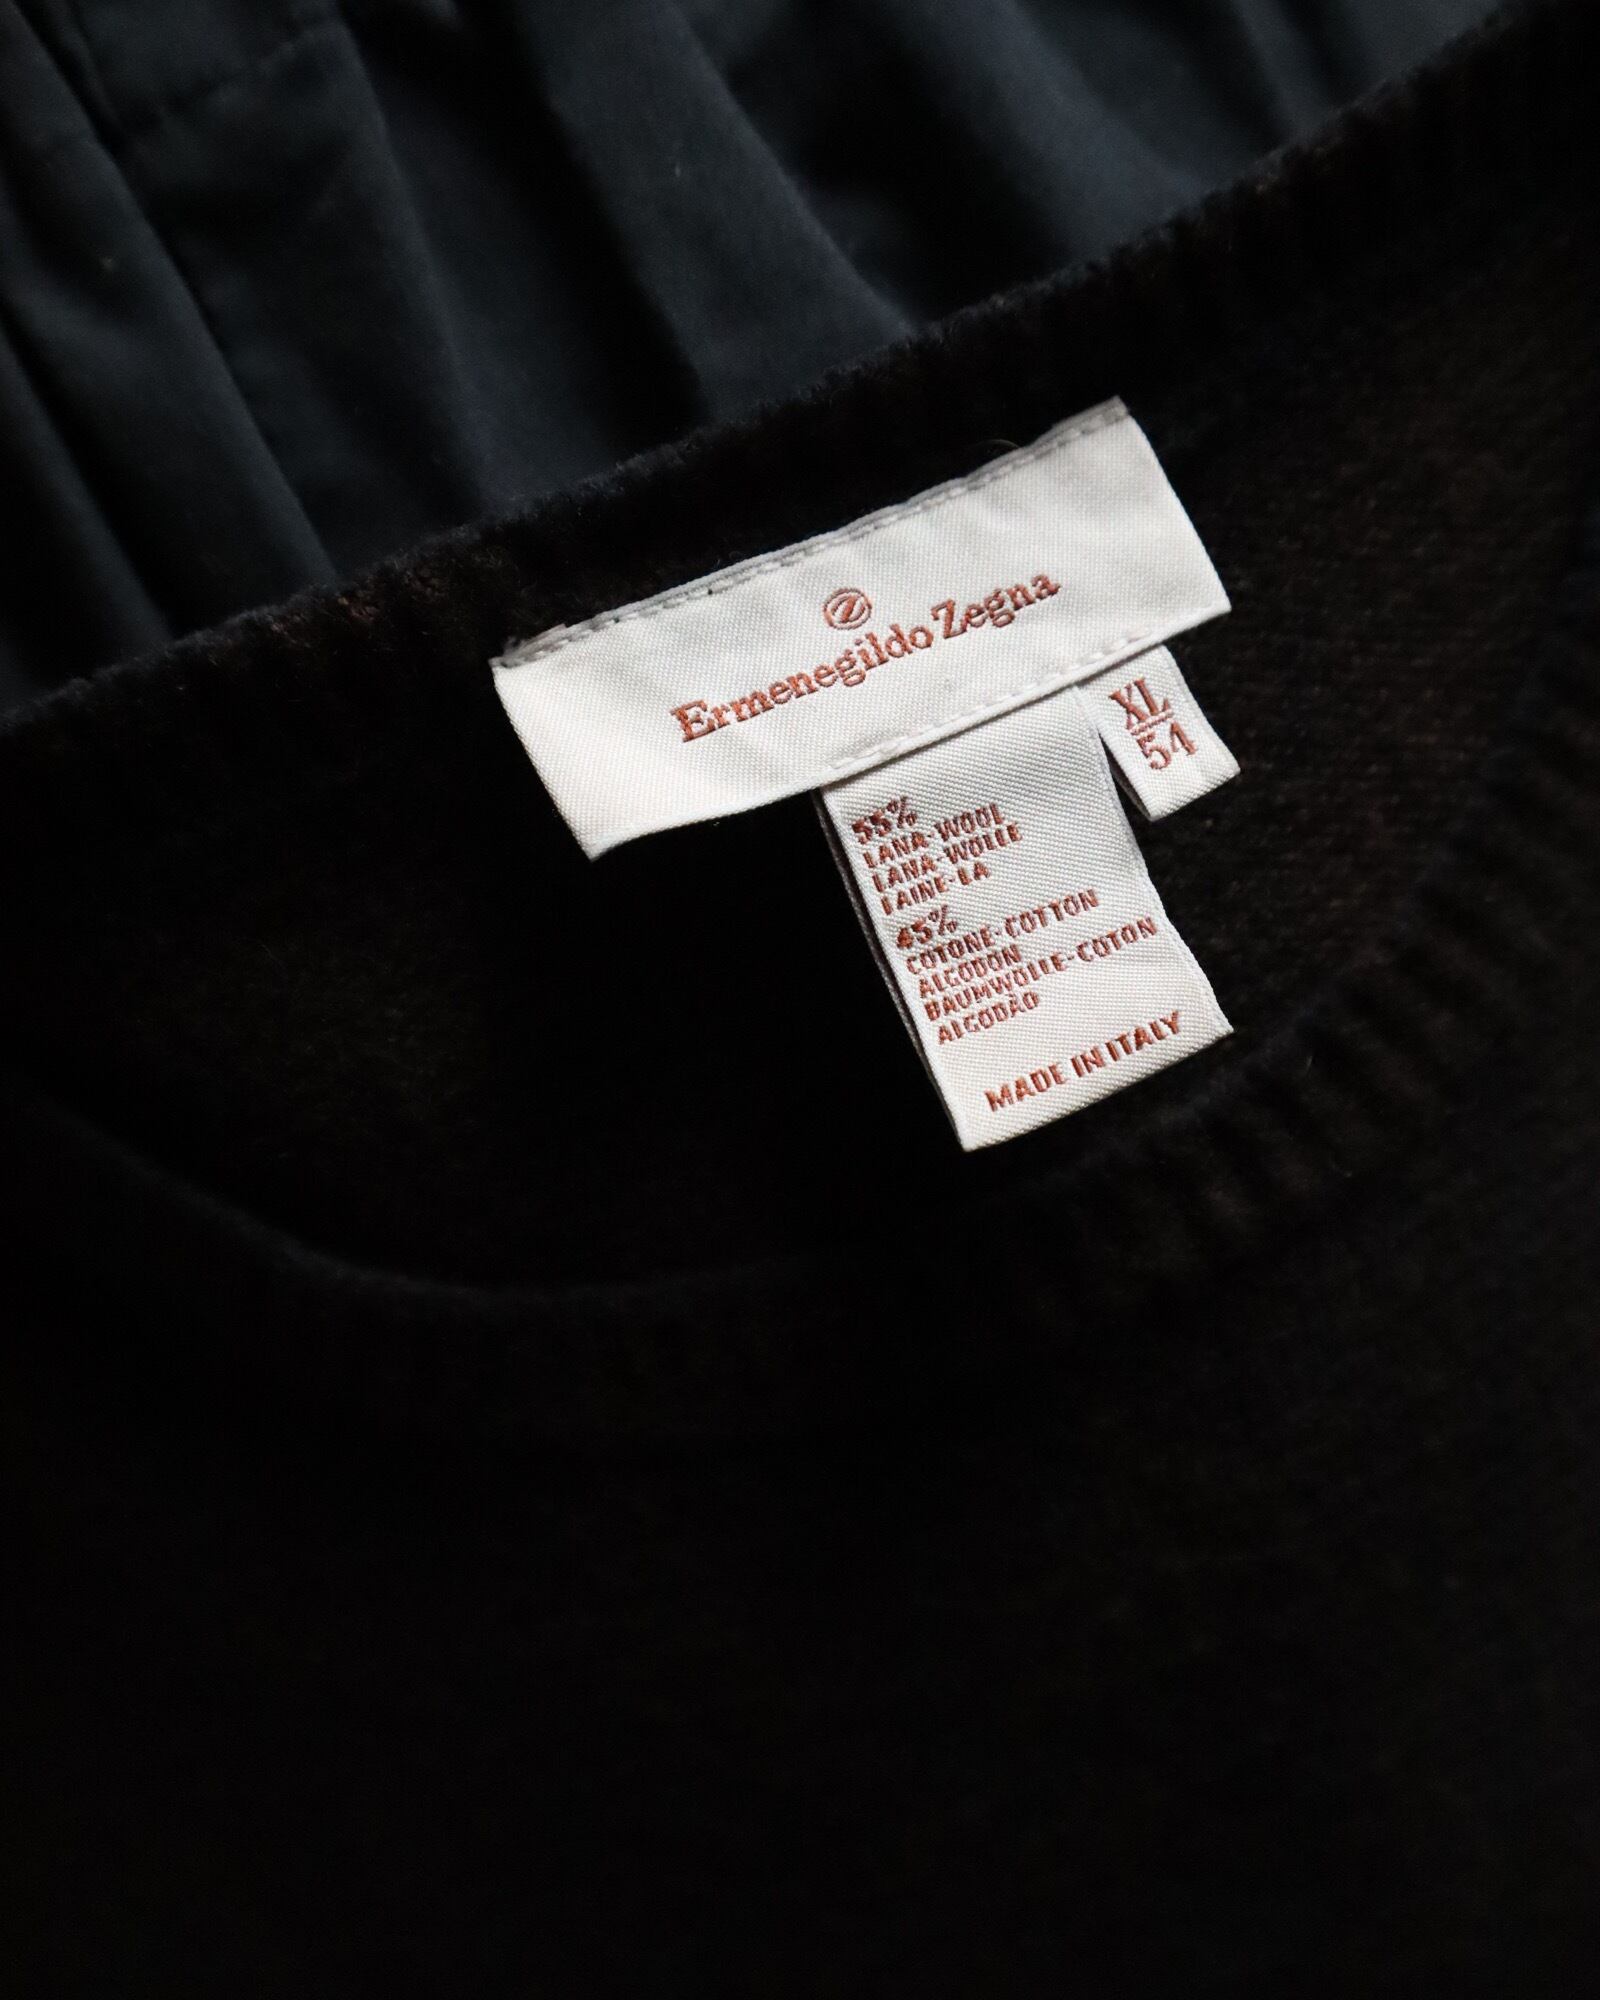 Z
Ermenegildo Zegna
XL
54
55%
LANA-WOOL
LANA-WOLLE
LAINE-LÃ
45%
COTONE-COTTON
ALGODON
BAUMWOLLE-COTON
ALGODÃO
MADE IN ITALY